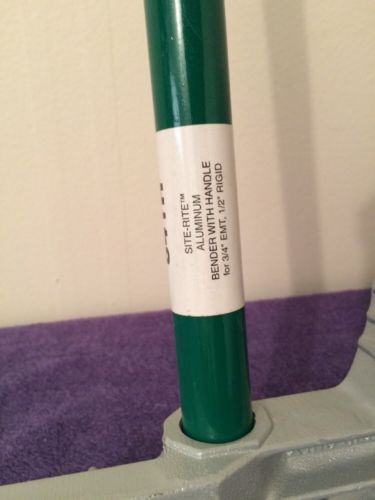 SITE-RITE™
ALUMINUM
BENDER WITH HANDLE
for 3/4" EMT, 1/2" RIGID